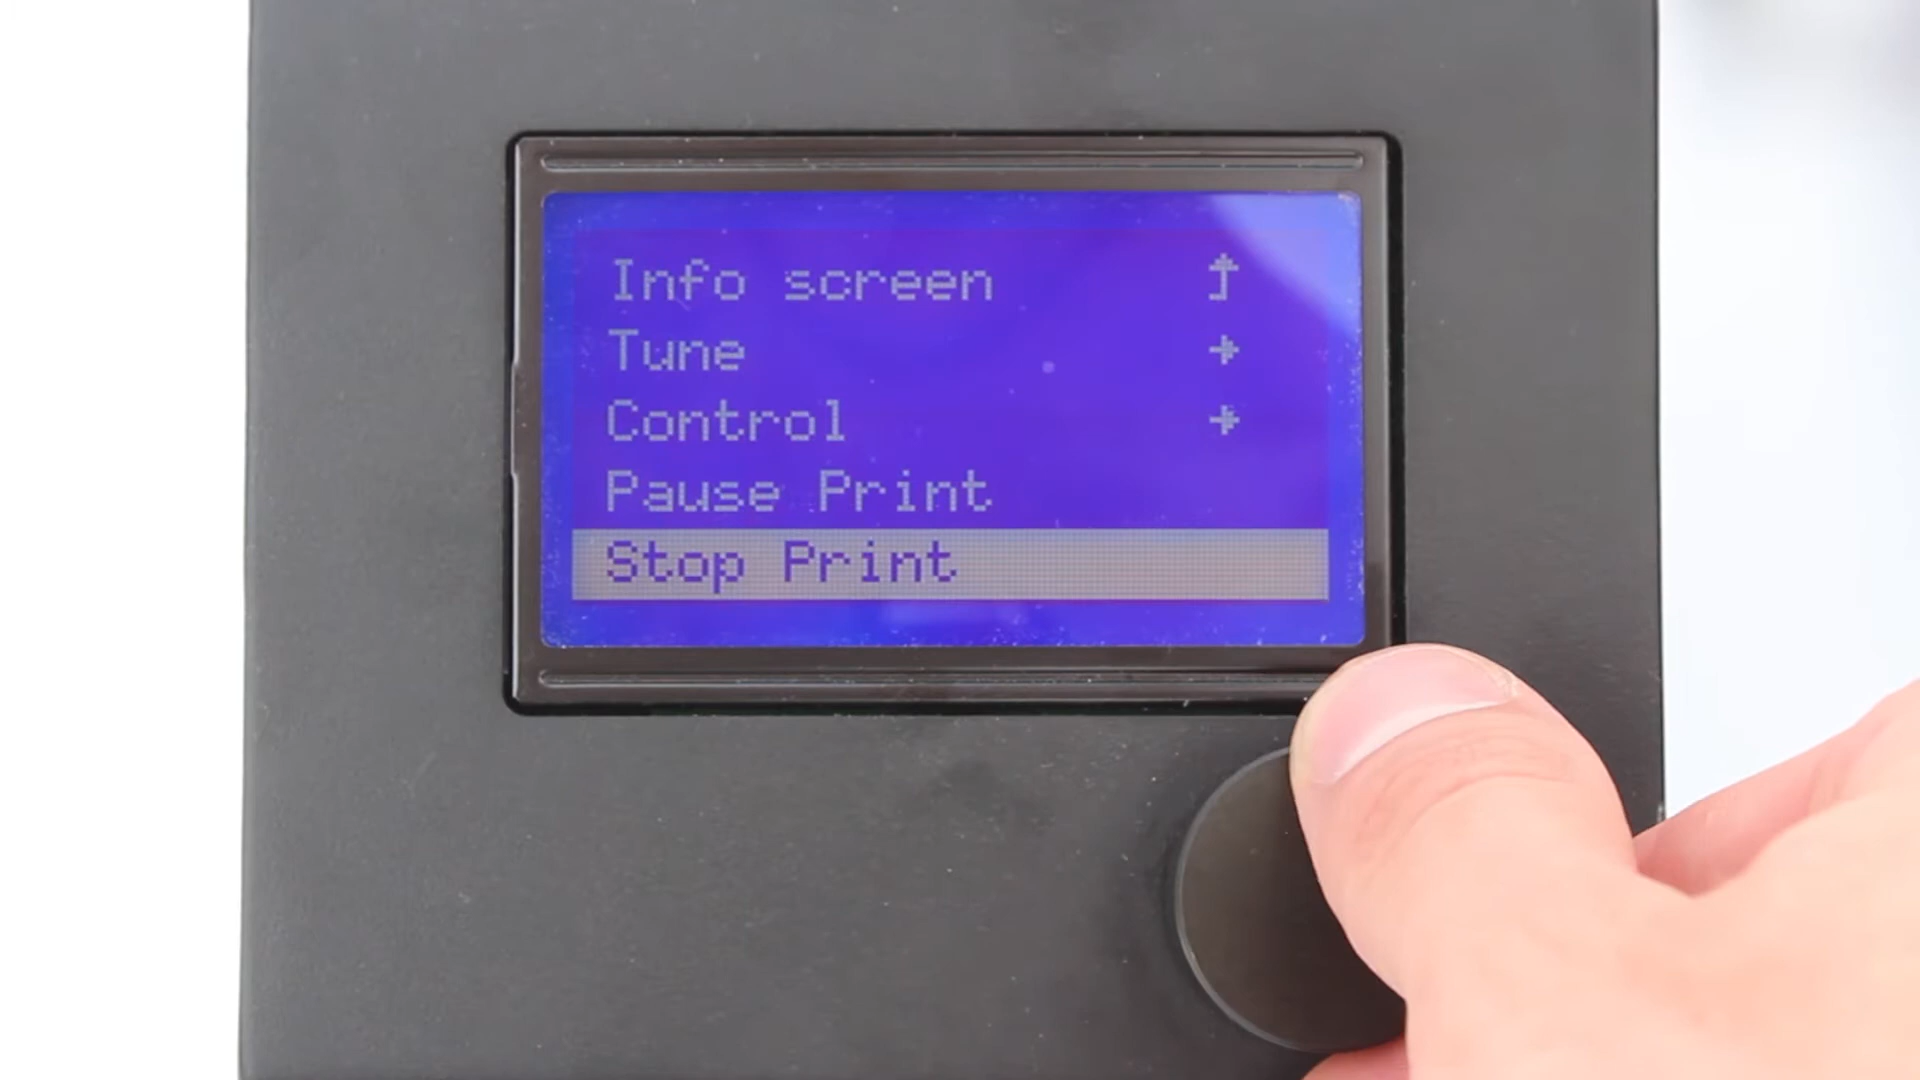 Info screen
Tune
Control
Pause Print
Stop Print